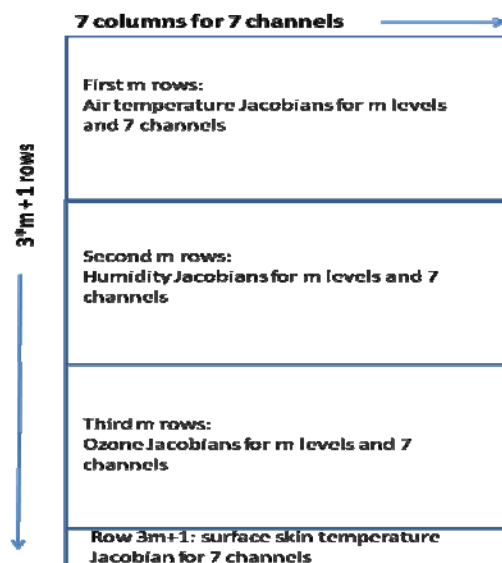 7 columns for 7 channels
3*m + 1 rows
First m rows:
Air temperature Jacobians for m levels
and 7 channels
Second m rows:
Humidity Jacobians for m levels and 7
channels
Third m rows:
Ozone Jacobians for m levels and 7
channels
Row 3m+1: surface skin temperature
Jacobian for 7 channels